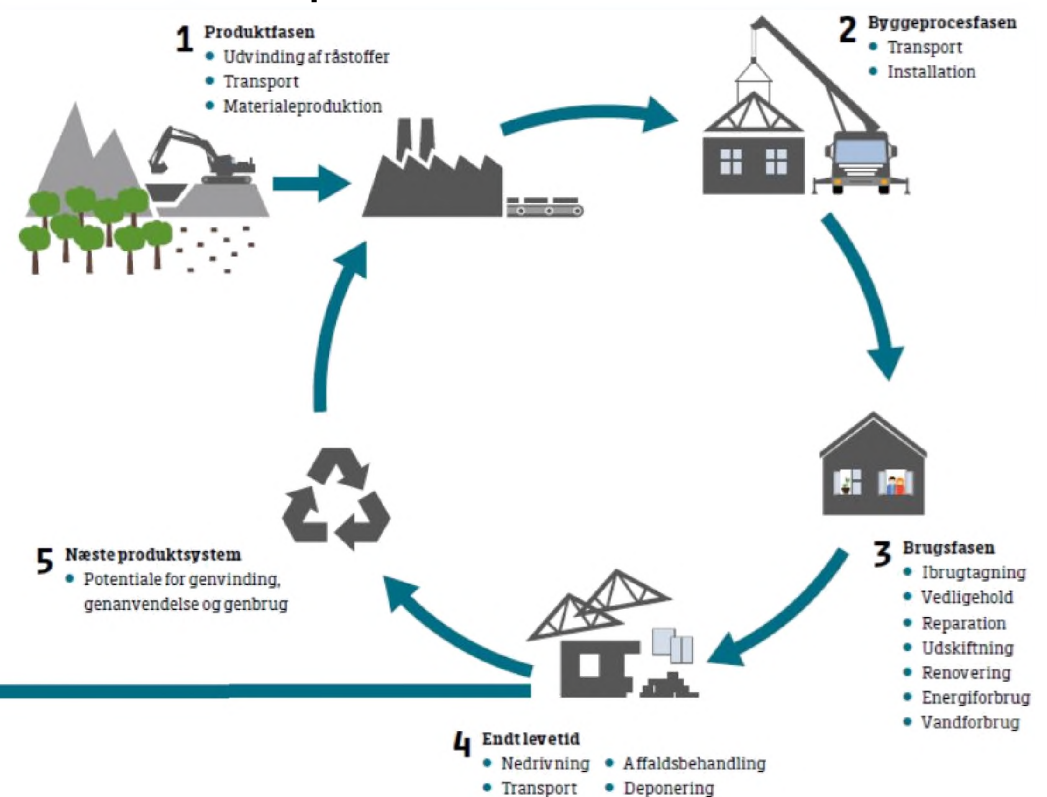 1 Produktfasen
• Udvinding af råstoffer
• Transport
• Materialeproduktion
2 Byggeprocesfasen
• Transport
• Installation
3 Brugsfasen
• Ibrugtagning
• Vedligehold
• Reparation
• Udskiftning
• Renovering
• Energiforbrug
• Vandforbrug
4 Endt levetid
• Nedrivning • Affaldsbehandling
• Transport • Deponering
5 Næste produktsystem
• Potentiale for genvinding,
genanvendelse og genbrug